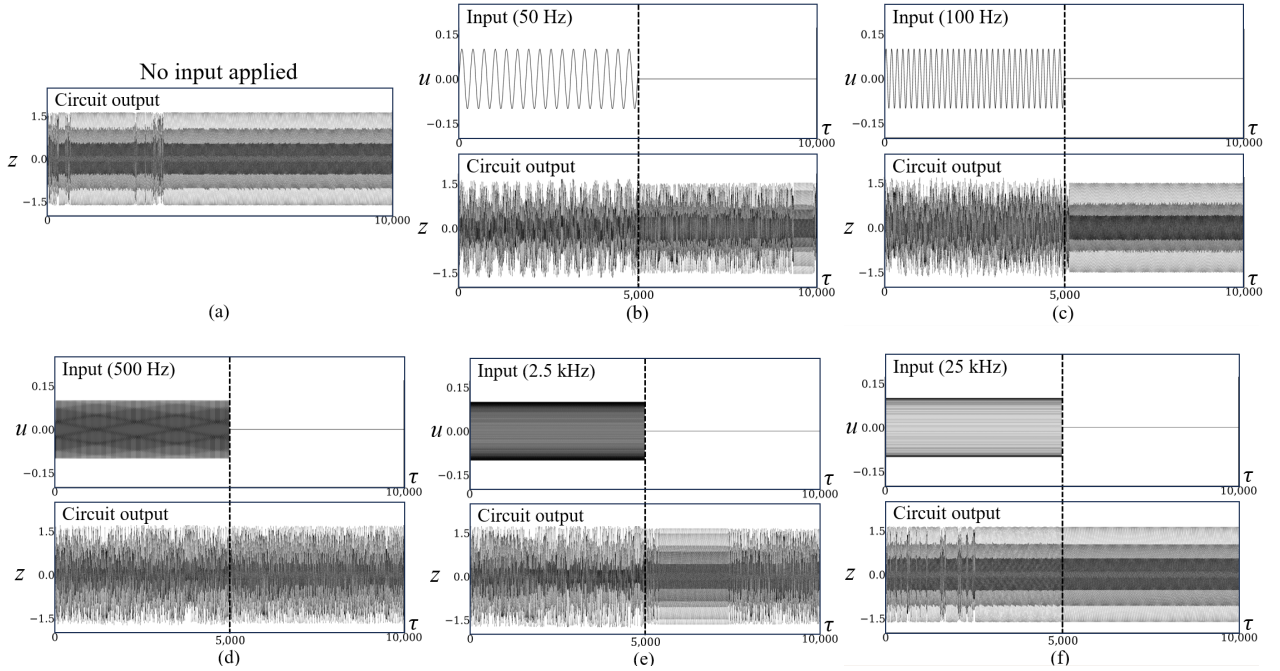 No input applied
Circuit output
1.5
z 0.0
−1.5
0 10,000
(a)
Input (50 Hz)
0.15
u 0.00
−0.15
τ
0 10,000
Circuit output
1.5
z 0.0
−1.5
τ
0 5,000 10,000
(b)
Input (100 Hz)
0.15
u 0.00
−0.15
τ
0 10,000
Circuit output
1.5
z 0.0
−1.5
τ
0 5,000 10,000
(c)
Input (500 Hz)
0.15
u 0.00
−0.15
τ
0 10,000
Circuit output
1.5
z 0.0
−1.5
τ
0 5,000 10,000
(d)
Input (2.5 kHz)
0.15
u 0.00
−0.15
τ
0 10,000
Circuit output
1.5
z 0.0
−1.5
τ
0 5,000 10,000
(e)
Input (25 kHz)
0.15
u 0.00
−0.15
τ
0 10,000
Circuit output
1.5
z 0.0
−1.5
τ
0 5,000 10,000
(f)